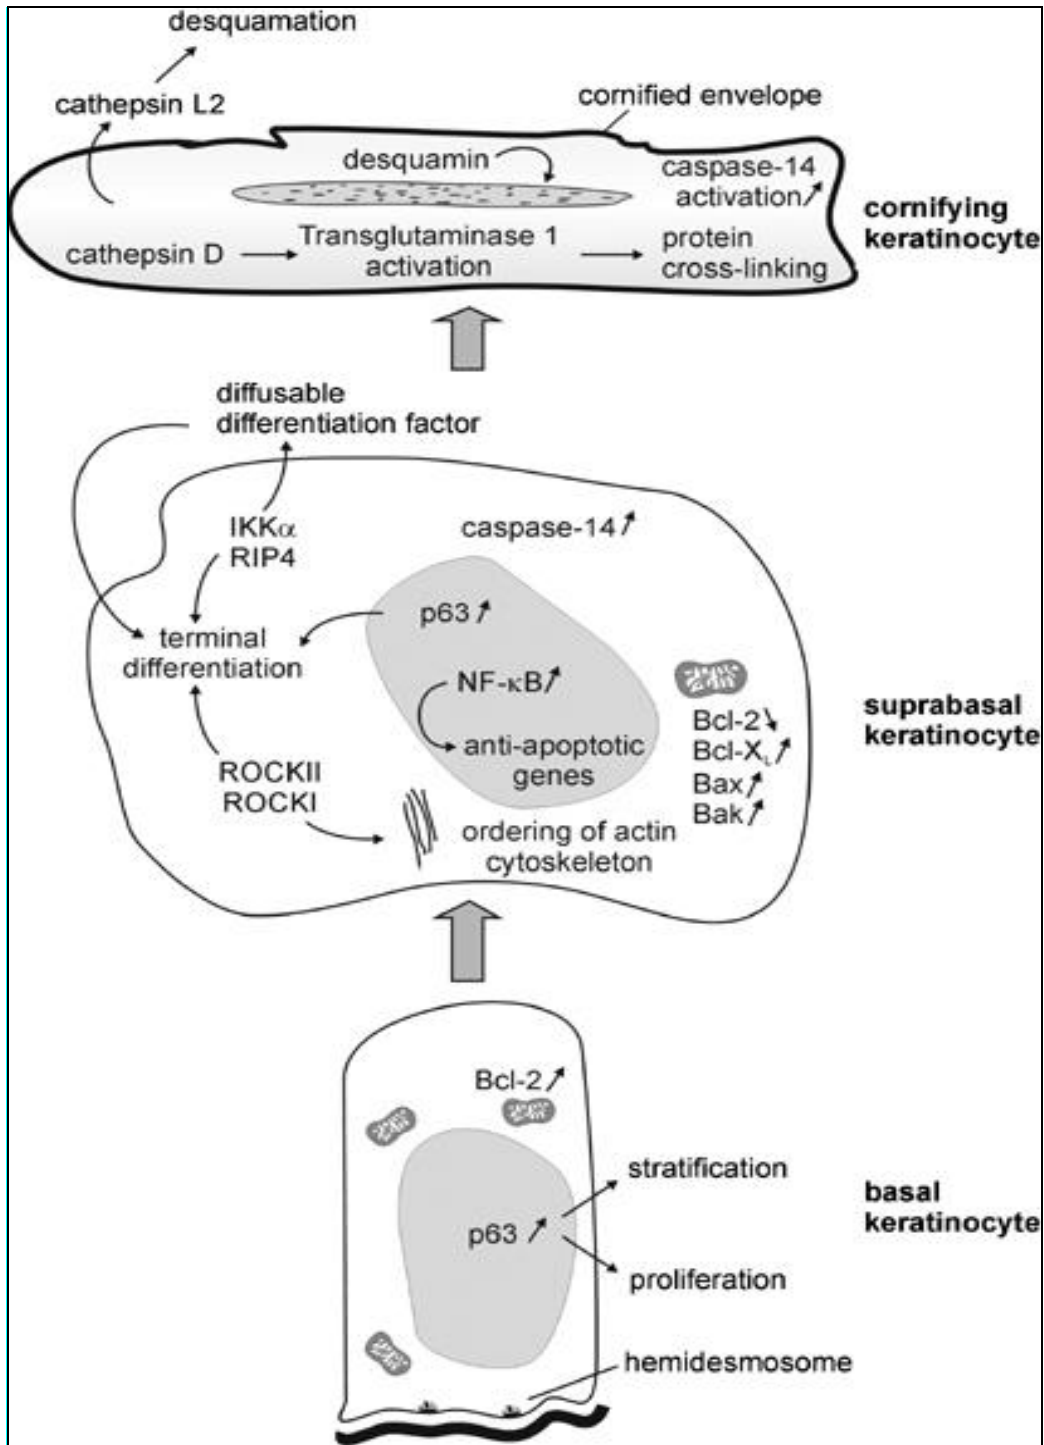 desquamation
cathepsin L2
cornified envelope
desquamin
caspase-14
activation
cornifying
keratinocyte
cathepsin D
Transglutaminase 1
activation
protein
cross-linking
diffusable
differentiation factor
IKKα
RIP4
caspase-14
p63
terminal
differentiation
NF-κB
anti-apoptotic
genes
Bcl-2
Bcl-XL
Bax
Bak
suprabasal
keratinocyte
ROCKII
ROCKI
ordering of actin
cytoskeleton
Bcl-2
stratification
p63
proliferation
basal
keratinocyte
hemidesmosome